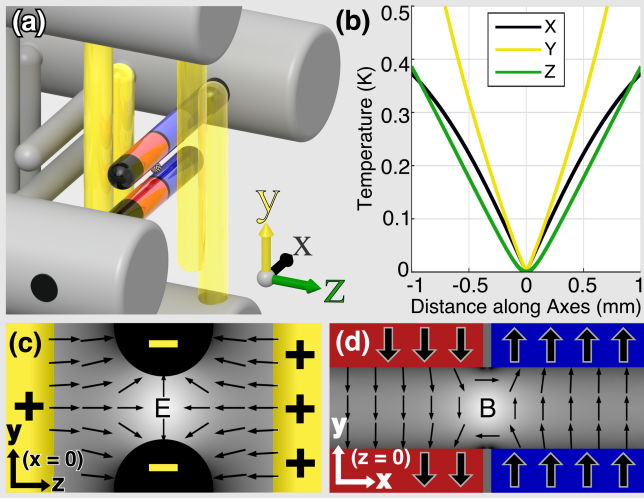 (a)
y
x
z
(b)
X
Y
Z
0.5
0.4
0.3
0.2
0.1
0
Temperature (K)
-1 -0.5 0 0.5 1
Distance along Axes (mm)
(c)
−
+
+
E
+
+
−
y
(x = 0)
z
(d)
B
y
(z = 0)
x